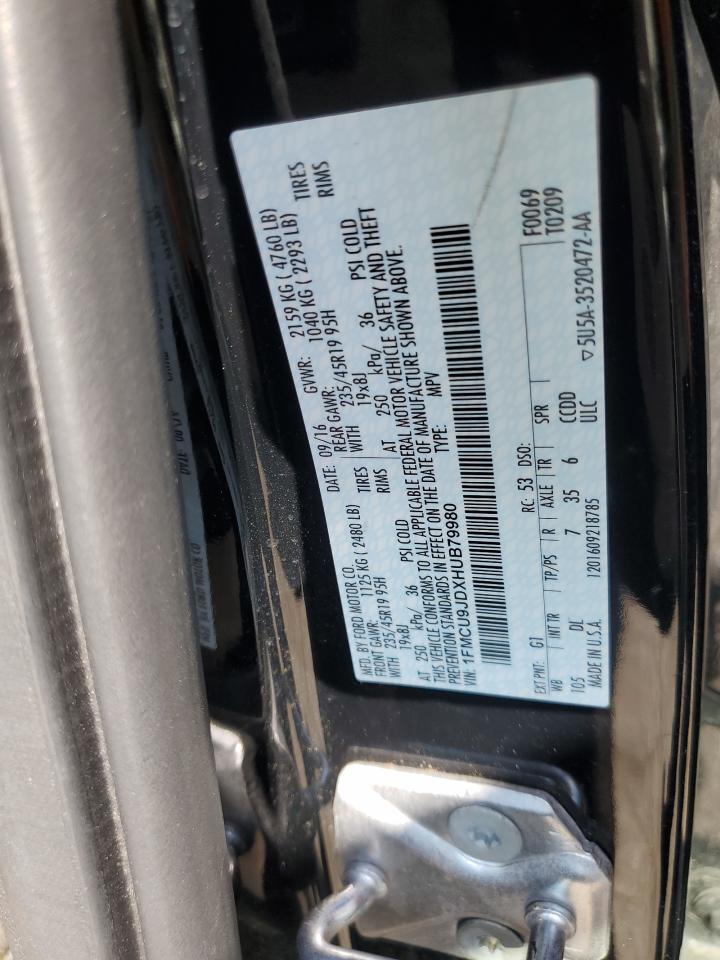 MFD. BY FORD MOTOR CO. DATE: 09/16 GVWR: 2159 KG ( 4760 LB)
FRONT GAWR: 1125 KG ( 2480 LB) REAR GAWR: 1040 KG ( 2293 LB)
WITH 235/45R19 95H TIRES WITH 235/45R19 95H TIRES
19x8J RIMS 19x8J RIMS
AT 250 kPa/ 36 PSI COLD AT 250 kPa/ 36 PSI COLD
THIS VEHICLE CONFORMS TO ALL APPLICABLE FEDERAL MOTOR VEHICLE SAFETY AND THEFT
PREVENTION STANDARDS IN EFFECT ON THE DATE OF MANUFACTURE SHOWN ABOVE.
VIN: 1FMCU9JDXHUB79980 TYPE: MPV
EXT PNT: G1 RC: 53 DSO: F0069
WB INT TR TP/PS R AXLE TR SPR T0209
105 DL 7 35 6 CCDD
MADE IN U.S.A. 1201609218785 ULC ▽5U5A-3520472-AA